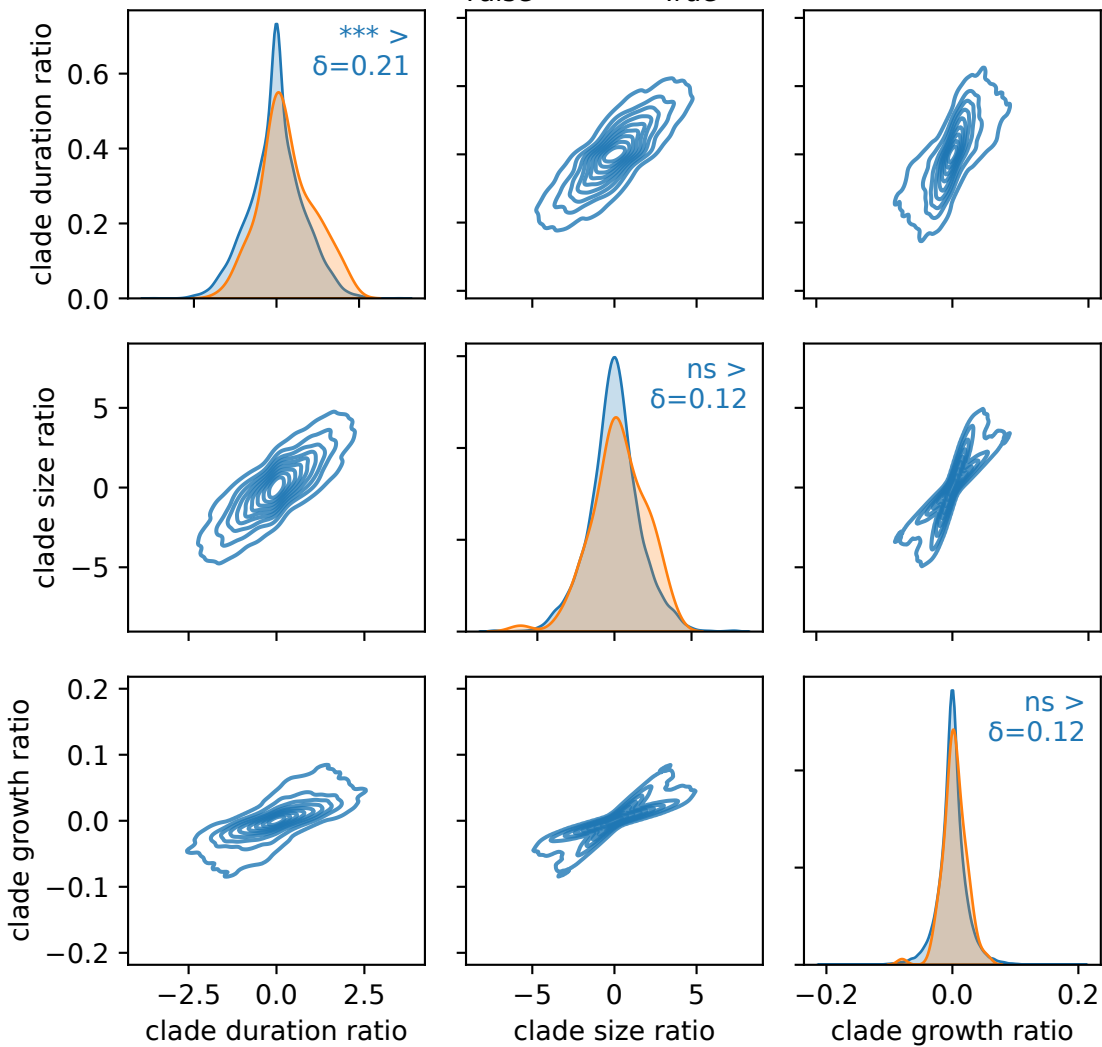 clade duration ratio
0.6
0.4
0.2
0.0
*** >
δ=0.21
clade size ratio
5
0
−5
ns >
δ=0.12
clade growth ratio
0.2
0.1
0.0
−0.1
−0.2
ns >
δ=0.12
−2.5
0.0
2.5
clade duration ratio
−5
0
5
clade size ratio
−0.2
0.0
0.2
clade growth ratio